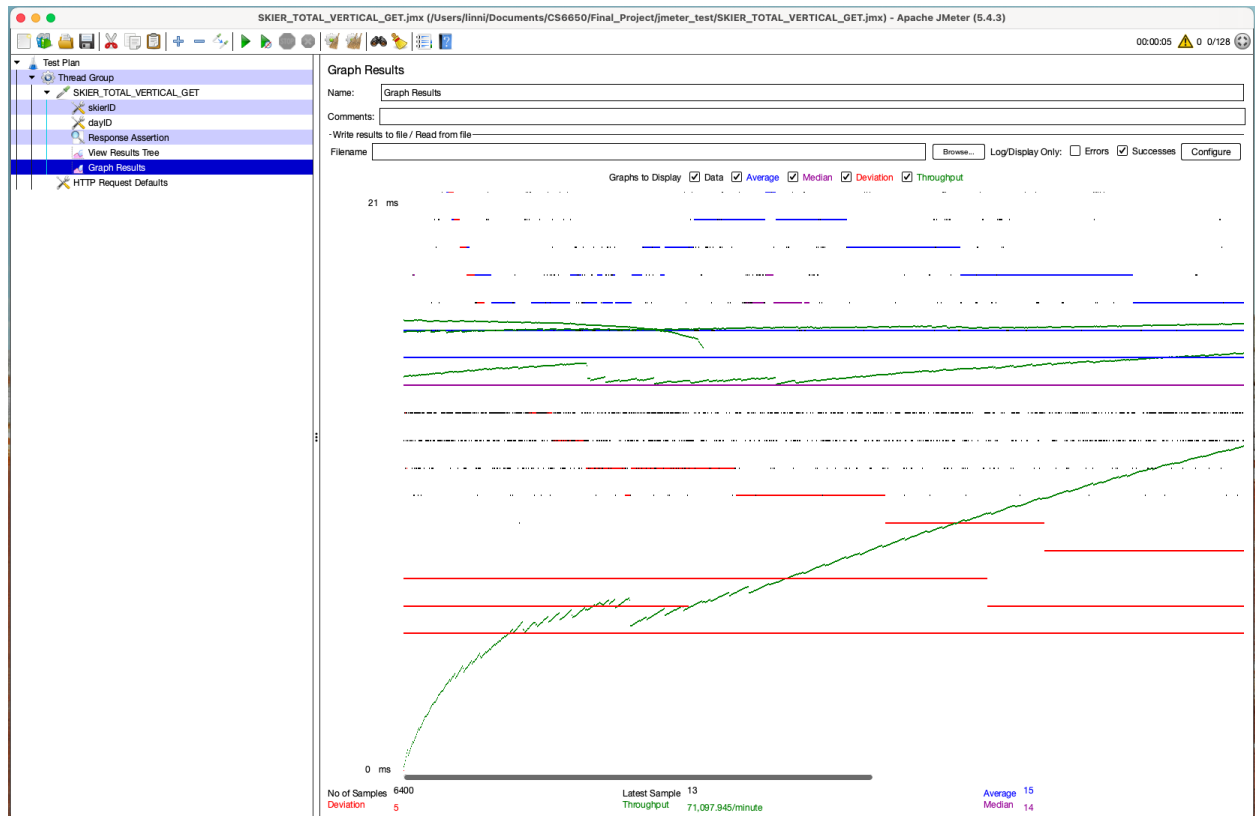 SKIER_TOTAL_VERTICAL_GET.jmx (/Users/linni/Documents/CS6650/Final_Project/jmeter_test/SKIER_TOTAL_VERTICAL_GET.jmx) - Apache JMeter (5.4.3)
00:00:05 0 0/128
Test Plan
Thread Group
SKIER_TOTAL_VERTICAL_GET
skierID
dayID
Response Assertion
View Results Tree
Graph Results
HTTP Request Defaults
Graph Results
Name: Graph Results
Comments:
Write results to file / Read from file
Filename Browse... Log/Display Only: Errors Successes Configure
Graphs to Display Data Average Median Deviation Throughput
21 ms
0 ms
No of Samples 6400 Latest Sample 13 Average 15
Deviation 5 Throughput 71,097.945/minute Median 14